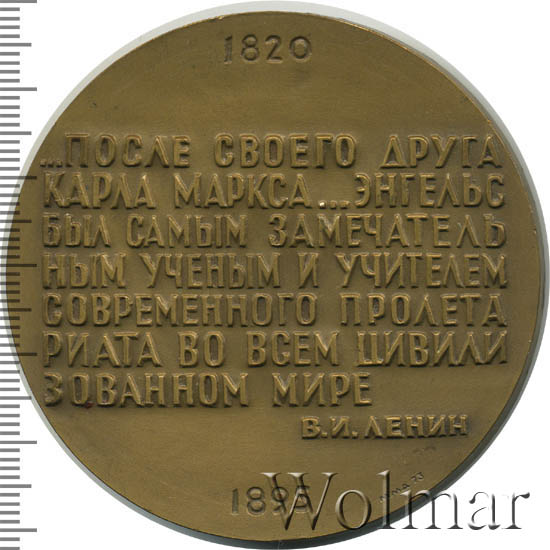 1820
...ПОСЛЕ СВОЕГО ДРУГА
КАРЛА МАРКСА...ЭНГЕЛЬС
БЫЛ САМЫМ ЗАМЕЧАТЕЛЬ
НЫМ УЧЕНЫМ И УЧИТЕЛЕМ
СОВРЕМЕННОГО ПРОЛЕТА
РИАТА ВО ВСЕМ ЦИВИЛИ
ЗОВАННОМ МИРЕ
В.И.ЛЕНИН
1895
Wolmar